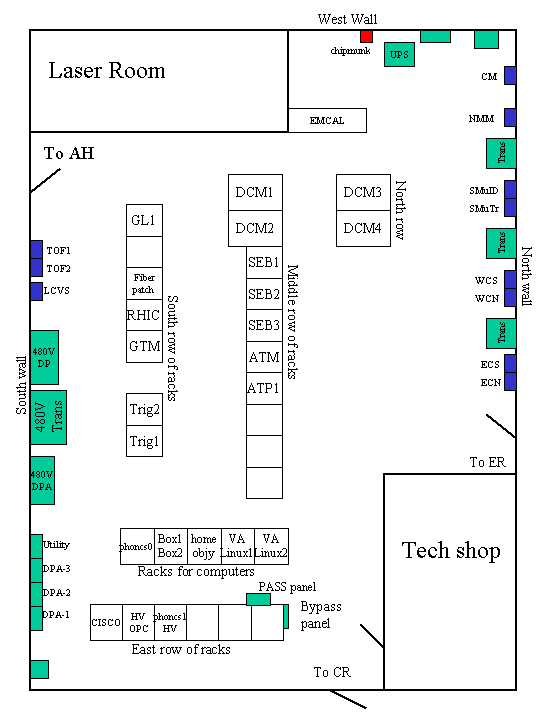 West Wall
chipmunk
UPS
Laser Room
CM
EMCAL
NMM
To AH
Trans
DCM1
DCM3
North row
SMuID
SMuTr
GL1
DCM2
DCM4
Trans
North wall
TOF1
TOF2
SEB1
LCVS
Fiber
patch
SEB2
Middle row of racks
WCS
WCN
RHIC
South row of racks
SEB3
Trans
South wall
480V
DP
GTM
ATM
ECS
ATP1
ECN
480V
Trans
Trig2
Trig1
To ER
480V
DPA
Utility
phoncs0
Box1
Box2
home
objy
VA
Linux1
VA
Linux2
Tech shop
DPA-3
Racks for computers
DPA-2
PASS panel
DPA-1
CISCO
HV
OPC
phoncs1
HV
Bypass
panel
East row of racks
To CR